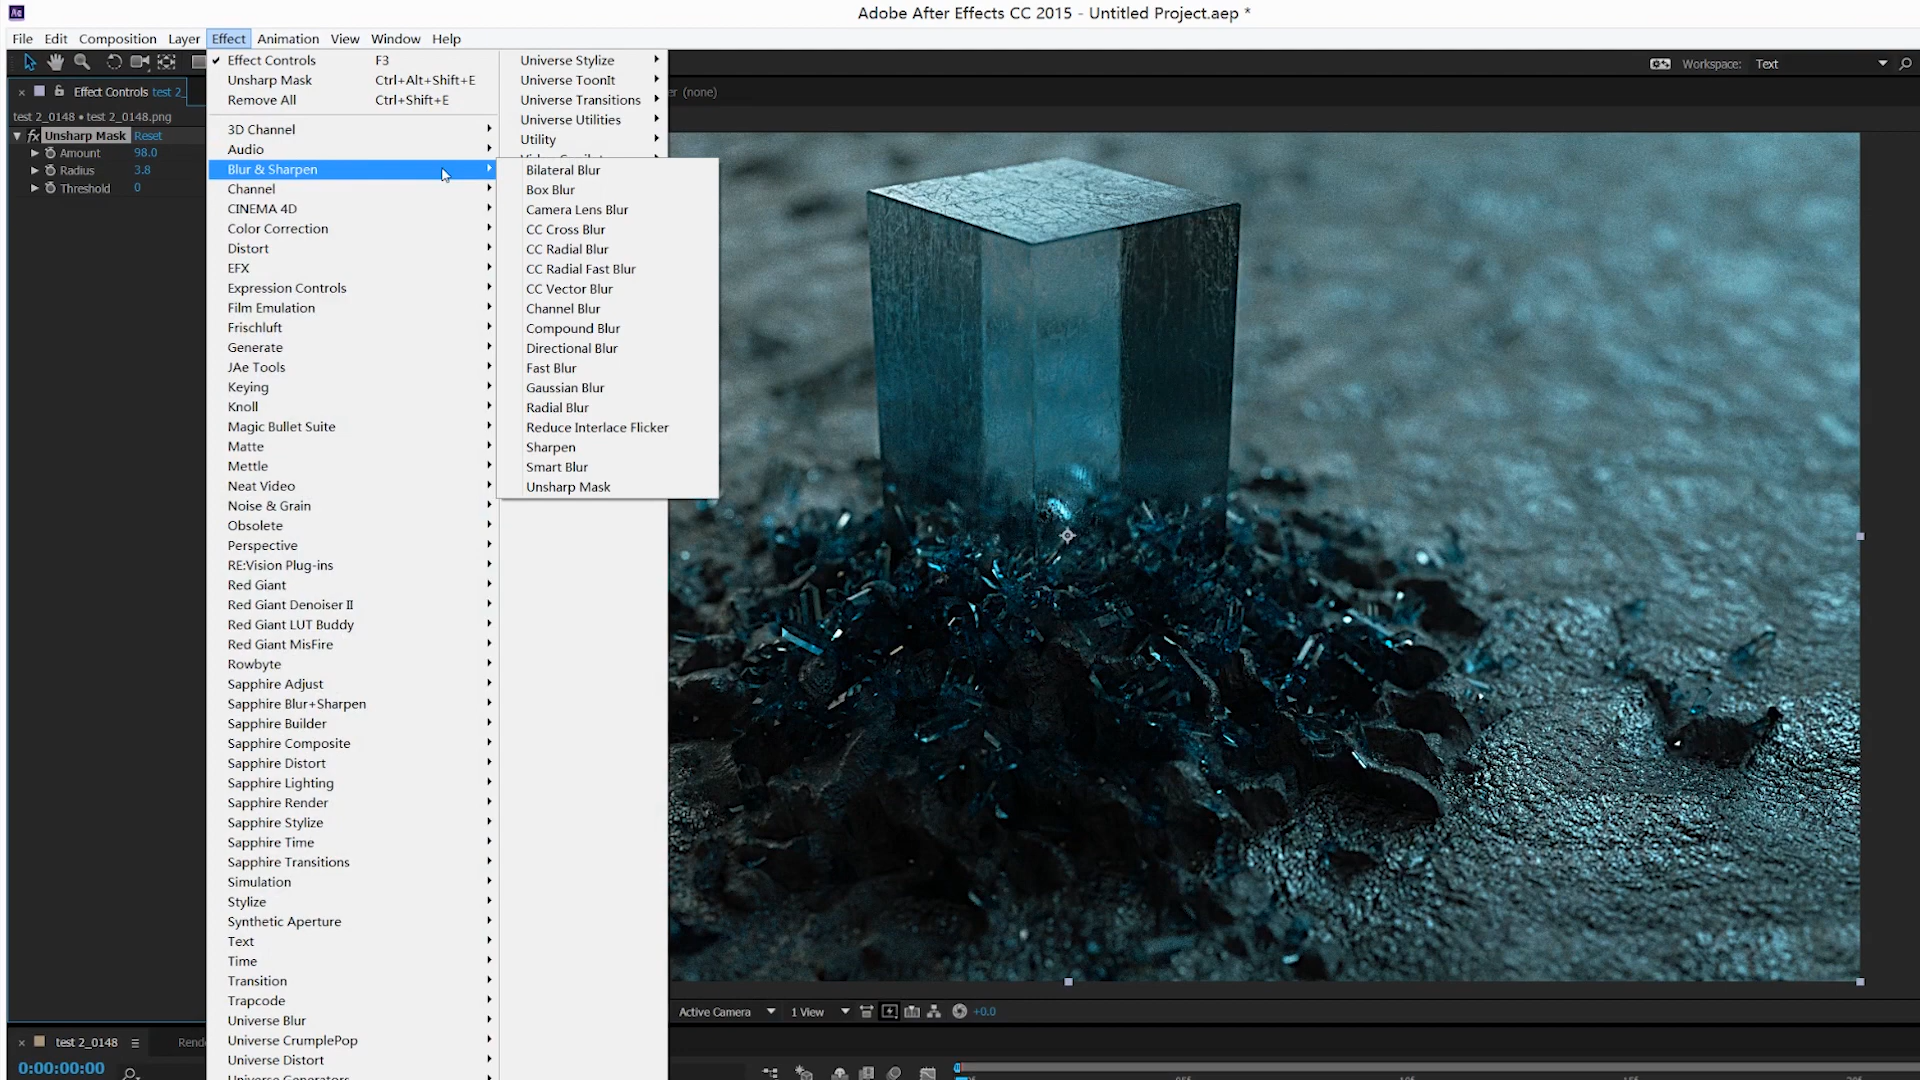 Ae
Adobe After Effects CC 2015 - Untitled Project.aep *
File Edit Composition Layer Effect Animation View Window Help
Workspace: Text
Effect Controls test 2_
er (none)
test 2_0148 • test 2_0148.png
fx Unsharp Mask Reset
Amount 98.0
Radius 3.8
Threshold 0
Effect Controls F3
Unsharp Mask Ctrl+Alt+Shift+E
Remove All Ctrl+Shift+E
3D Channel
Audio
Blur & Sharpen
Channel
CINEMA 4D
Color Correction
Distort
EFX
Expression Controls
Film Emulation
Frischluft
Generate
JAe Tools
Keying
Knoll
Magic Bullet Suite
Matte
Mettle
Neat Video
Noise & Grain
Obsolete
Perspective
RE:Vision Plug-ins
Red Giant
Red Giant Denoiser II
Red Giant LUT Buddy
Red Giant MisFire
Rowbyte
Sapphire Adjust
Sapphire Blur+Sharpen
Sapphire Builder
Sapphire Composite
Sapphire Distort
Sapphire Lighting
Sapphire Render
Sapphire Stylize
Sapphire Time
Sapphire Transitions
Simulation
Stylize
Synthetic Aperture
Text
Time
Transition
Trapcode
Universe Blur
Universe CrumplePop
Universe Distort
Universe Generators
Universe Stylize
Universe ToonIt
Universe Transitions
Universe Utilities
Utility
Bilateral Blur
Box Blur
Camera Lens Blur
CC Cross Blur
CC Radial Blur
CC Radial Fast Blur
CC Vector Blur
Channel Blur
Compound Blur
Directional Blur
Fast Blur
Gaussian Blur
Radial Blur
Reduce Interlace Flicker
Sharpen
Smart Blur
Unsharp Mask
Active Camera 1 View +0.0
test 2_0148 Rende
0:00:00:00